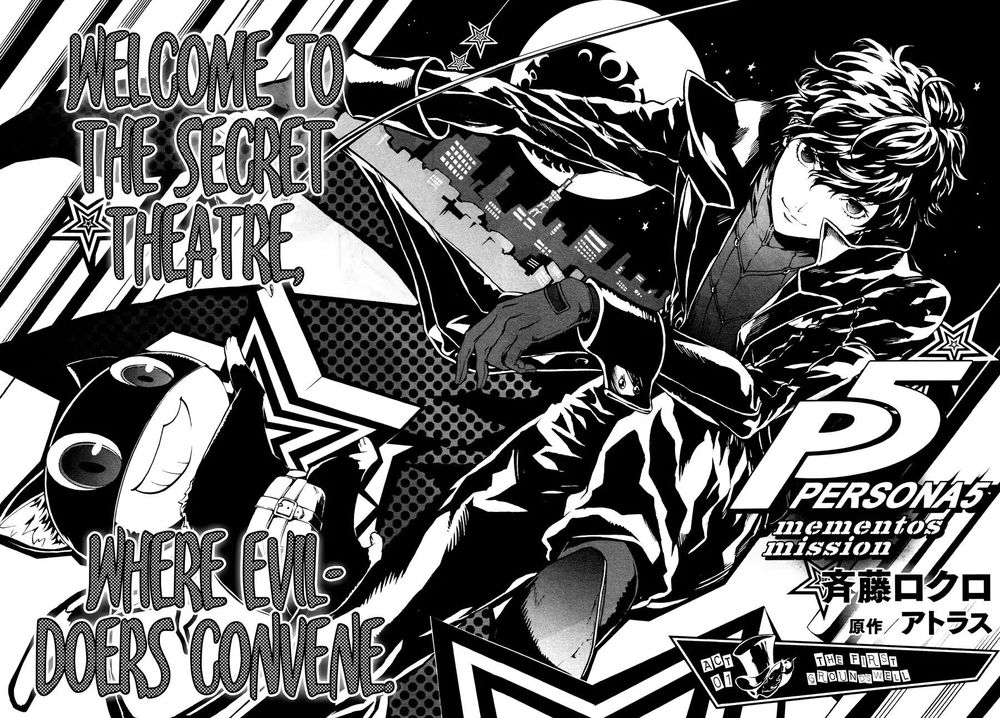 WELCOME TO
THE SECRET
THEATRE,
WHERE EVIL-
DOERS CONVENE.
P5
PERSONA5
mementos
mission
斉藤ロクロ
原作/アトラス
ACT
01
THE FIRST
GROUNDSWELL